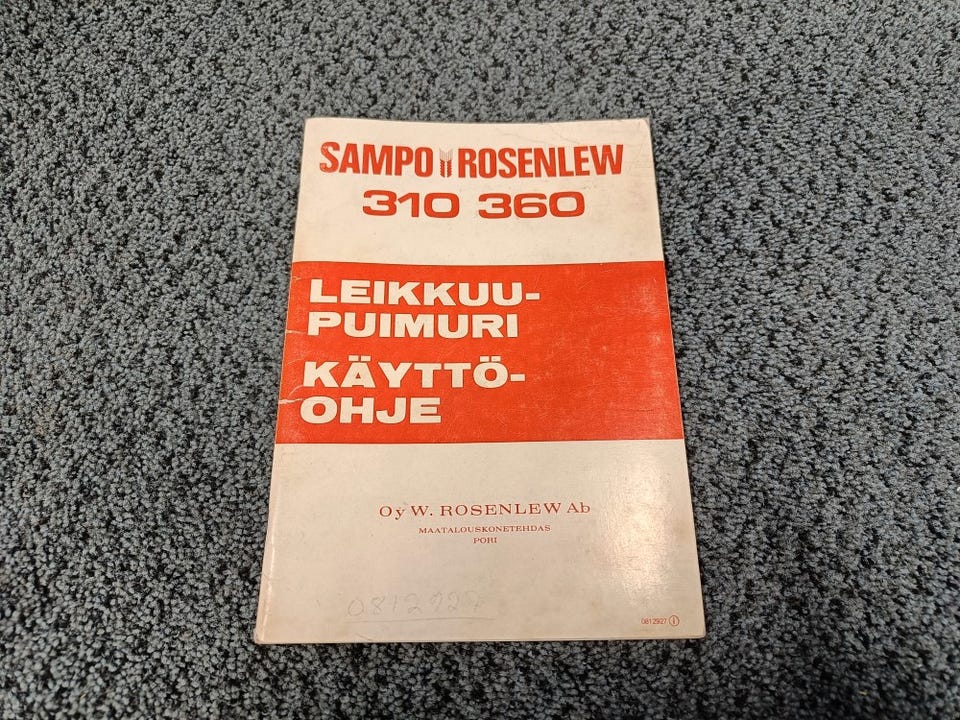 SAMPO ROSENLEW
310 360
LEIKKUU-
PUIMURI
KÄYTTÖ-
OHJE
Oy W. ROSENLEW Ab
MAATALOUSKONETEHDAS
PORI
0812927
0812927 i